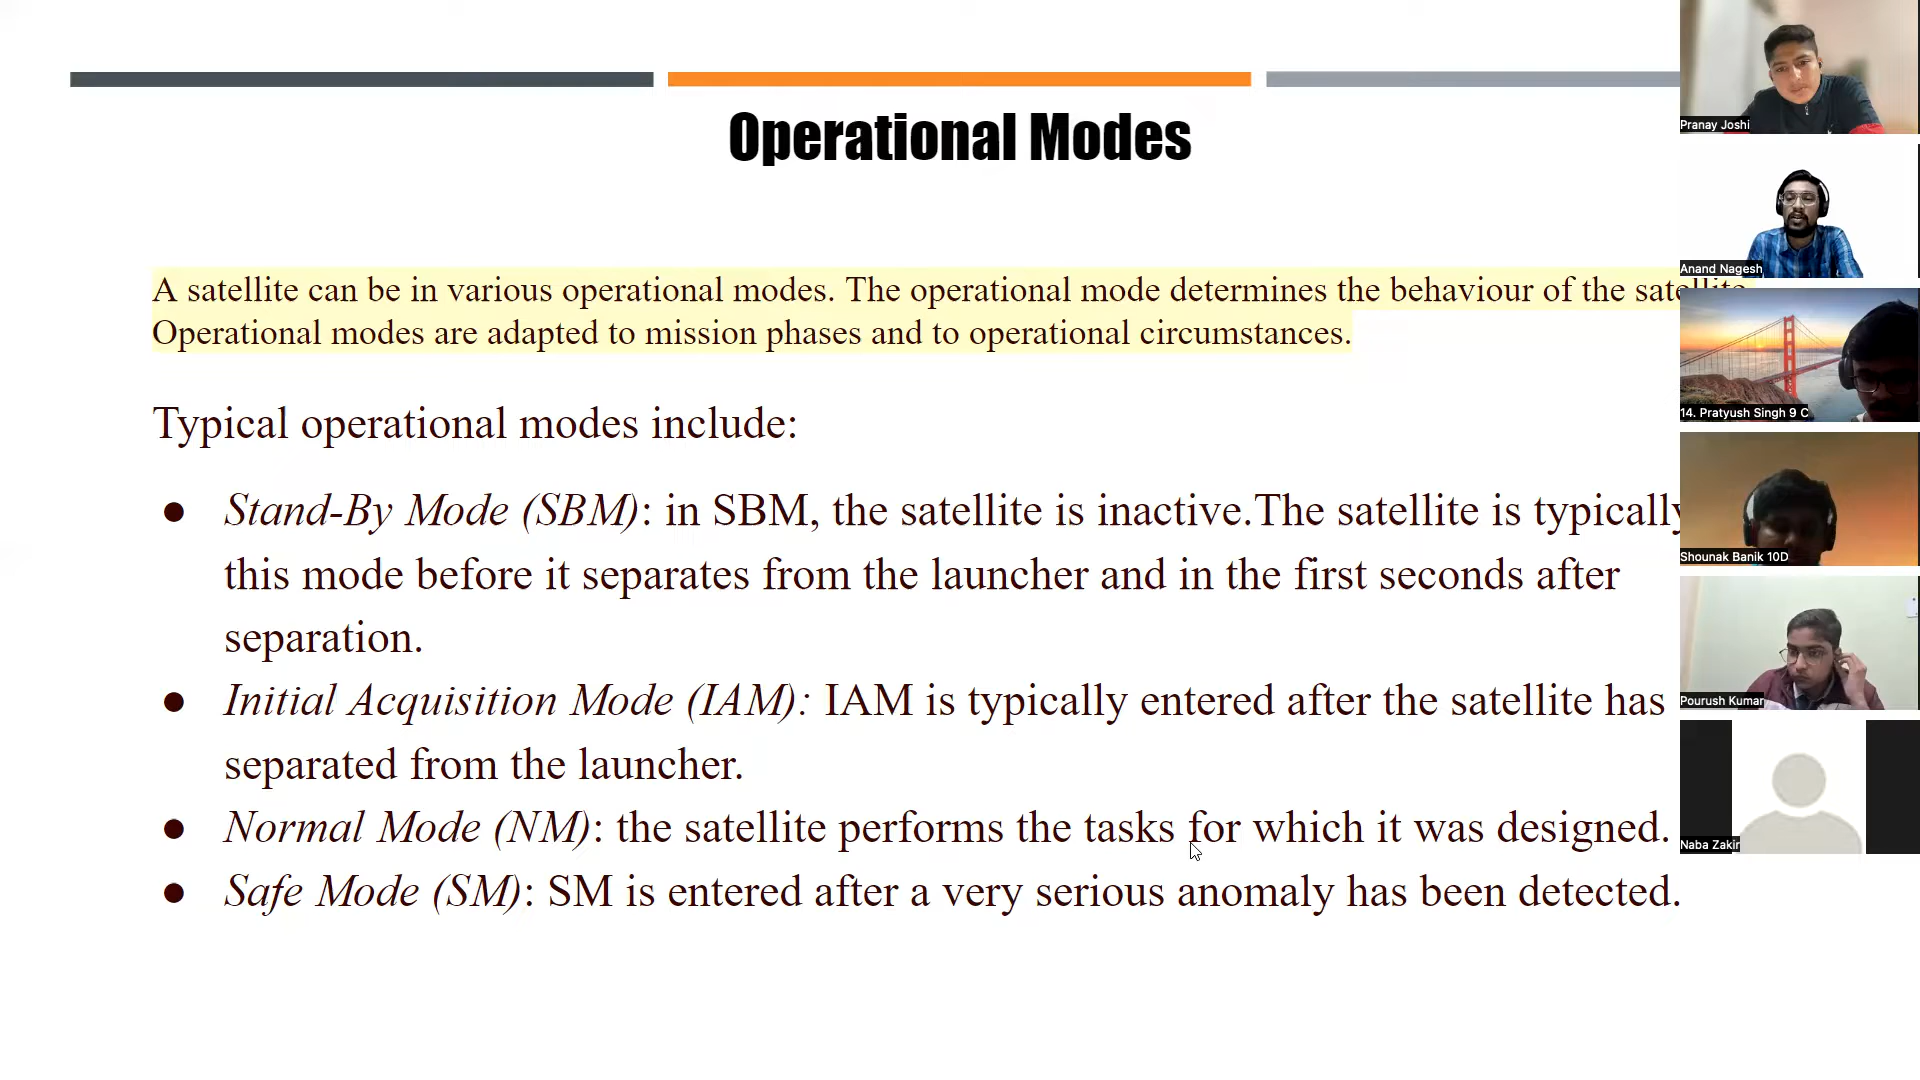 Operational Modes
A satellite can be in various operational modes. The operational mode determines the behaviour of the satellite.
Operational modes are adapted to mission phases and to operational circumstances.
Typical operational modes include:
● Stand-By Mode (SBM): in SBM, the satellite is inactive.The satellite is typically
this mode before it separates from the launcher and in the first seconds after
separation.
● Initial Acquisition Mode (IAM): IAM is typically entered after the satellite has
separated from the launcher.
● Normal Mode (NM): the satellite performs the tasks for which it was designed.
● Safe Mode (SM): SM is entered after a very serious anomaly has been detected.
Pranay Joshi
Anand Nagesh
14. Pratyush Singh 9 C
Shounak Banik 10D
Pourush Kumar
Naba Zakir